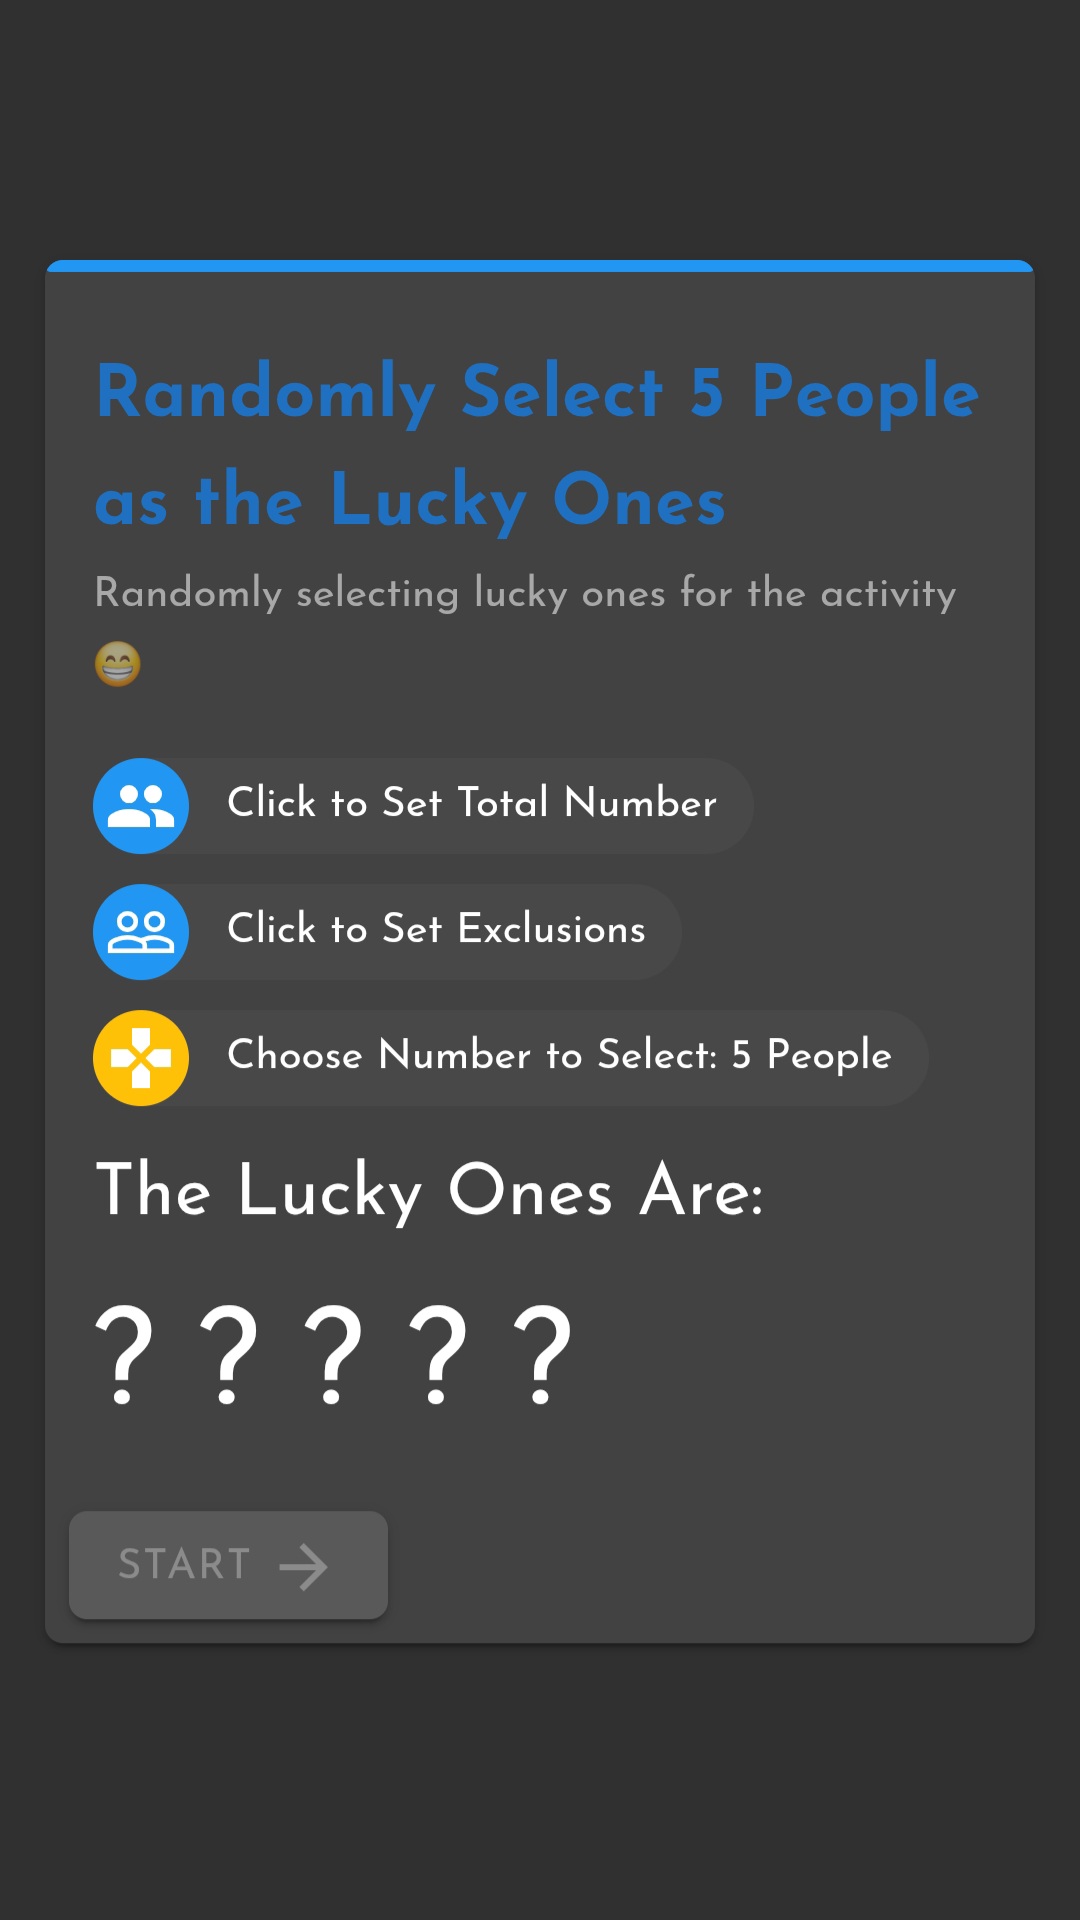 Randomly Select 5 People
as the Lucky Ones
Randomly selecting lucky ones for the activity
😁
Click to Set Total Number
Click to Set Exclusions
Choose Number to Select: 5 People
The Lucky Ones Are:
? ? ? ? ?
START